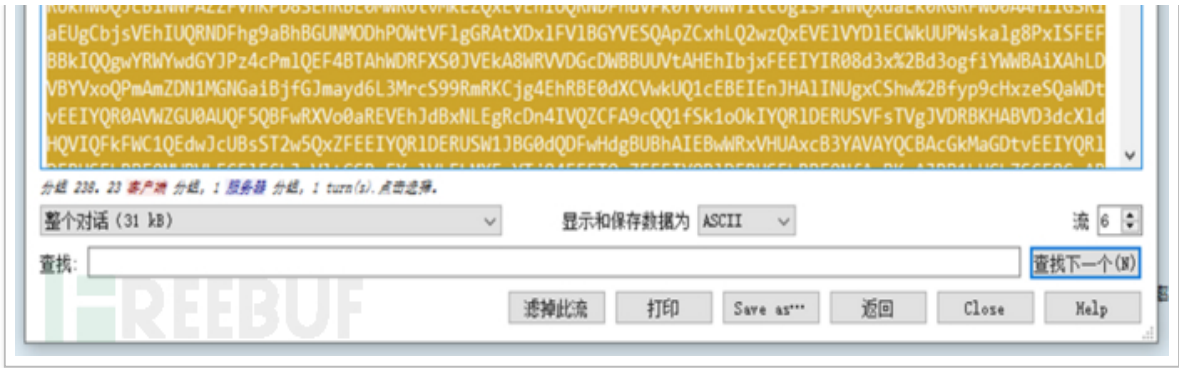 aEUgCbjsVEhIUQRNDFhg9aBhBGUNMODhPOWtVFlgGRAtXDxlFVlBGYVESQApZCxhLQ2wzQxEVElVYDlECWkUUPWskalg8PxISFEF
BBkIQQgwYRWYwdGYJPz4cPmlQEF4BTAhWDRFXS0JVEkA8WRVVDGcDWBBUUVtAHEhIbjxFEEIYIR08d3x%2Bd3ogfiYWWBAiXAhLD
VBYVxoQPmAmZDN1MGNGaiBjfGJmayd6L3MrcS99RmRKCjg4EhRBE0dXCVwkUQ1cEBEIEnJHAlINUgxCShw%2Bfyp9cHxzeSQaWDt
vEEIYQR0AVWZGU0AUQF5QBFwRXVo0aREVEhJdBxNLEgRcDn4IVQZCFA9cQQ1fSk1oOkIYQRlDERUSVFsTVgJVDRBKHABVD3dcXld
HQVIQFkFWC1QEdwJcUBsST2w5QxZFEEIYQRlDERUSW1JBG0dQDFwHdgBUBhAIEBwWRxVHUAxcB3YAVAYQCBAcGkMaGDtvEEIYQRl
分组 238。23 客户端 分组, 1 服务器 分组, 1 turn(s).点击选择。
整个对话 (31 kB) 显示和保存数据为 ASCII 流 6
查找: 查找下一个(N)
FREEBUF
滤掉此流 打印 Save as… 返回 Close Help